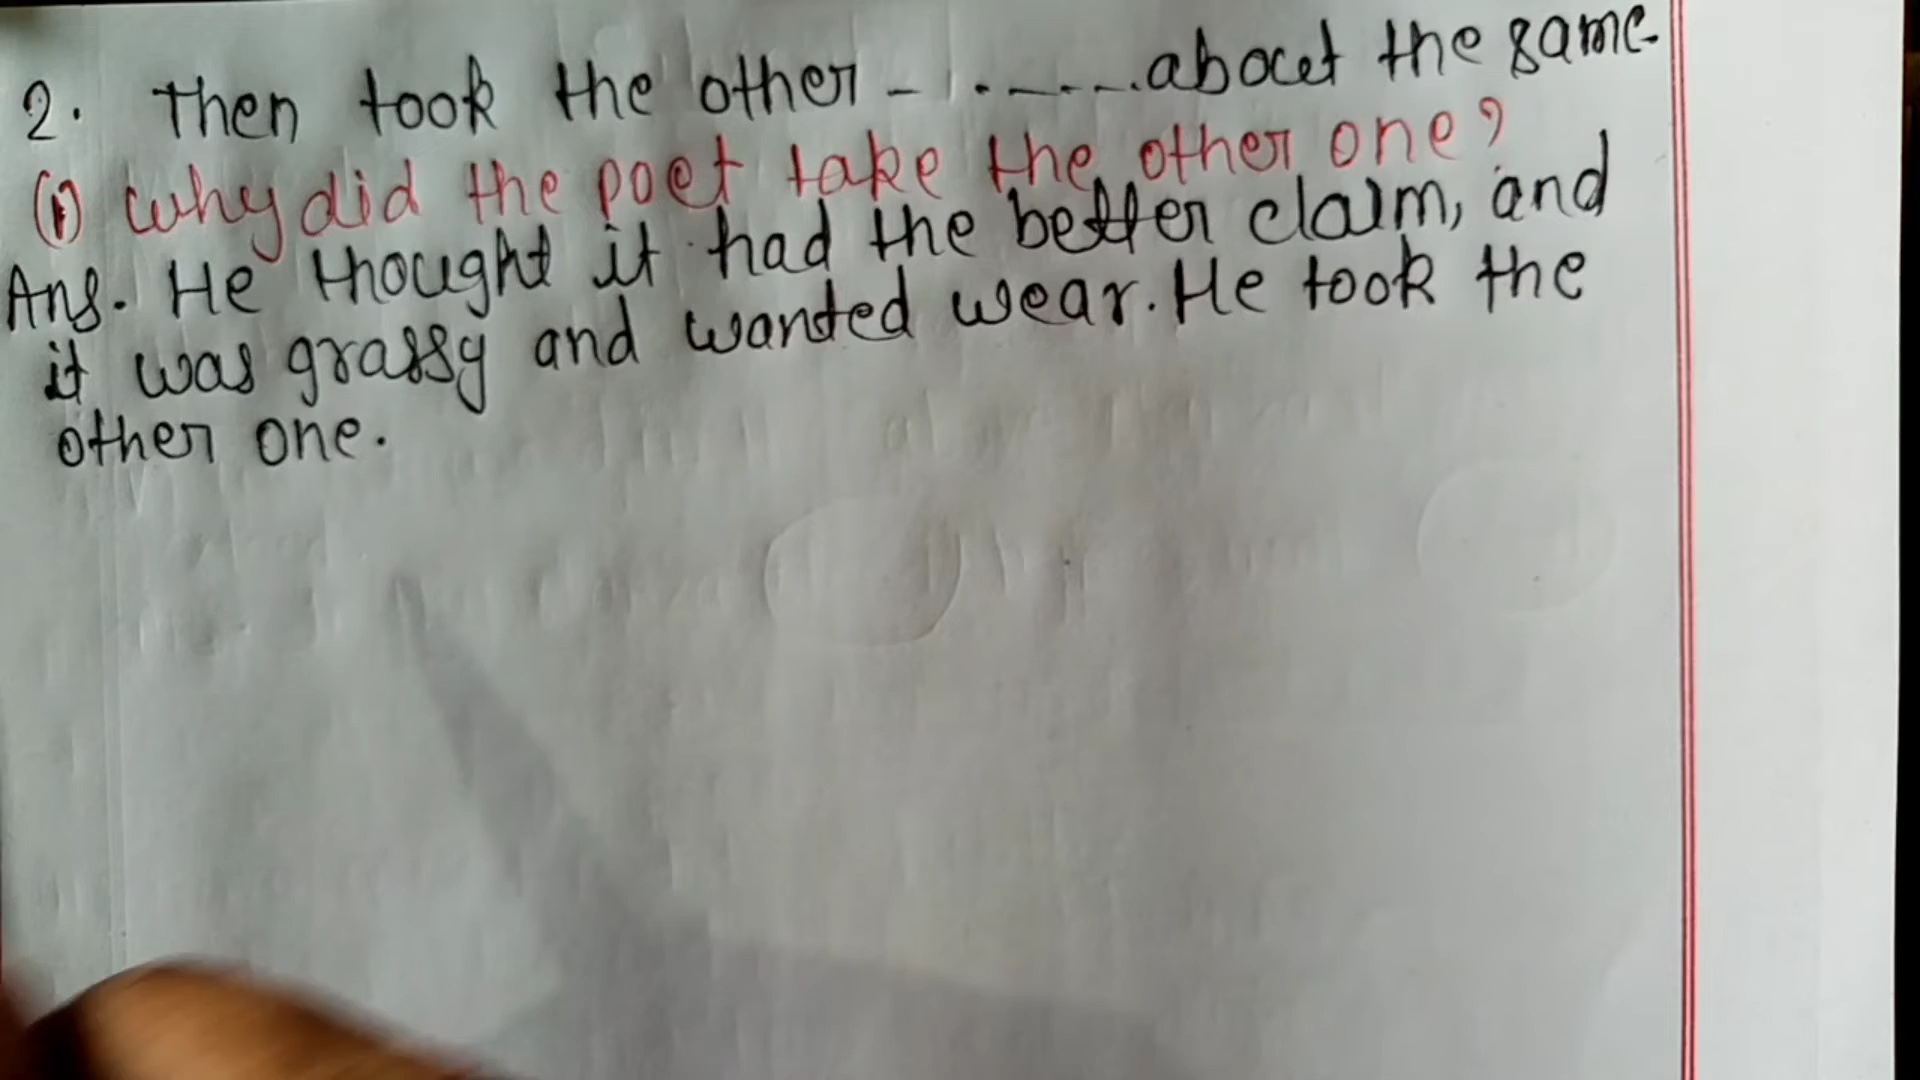 2. Then took the other - ..-.--.-. about the same.
(i) Why did the poet take the other one?
Ans. He thought it had the better claim, and
it was grassy and wanted wear. He took the
other one.